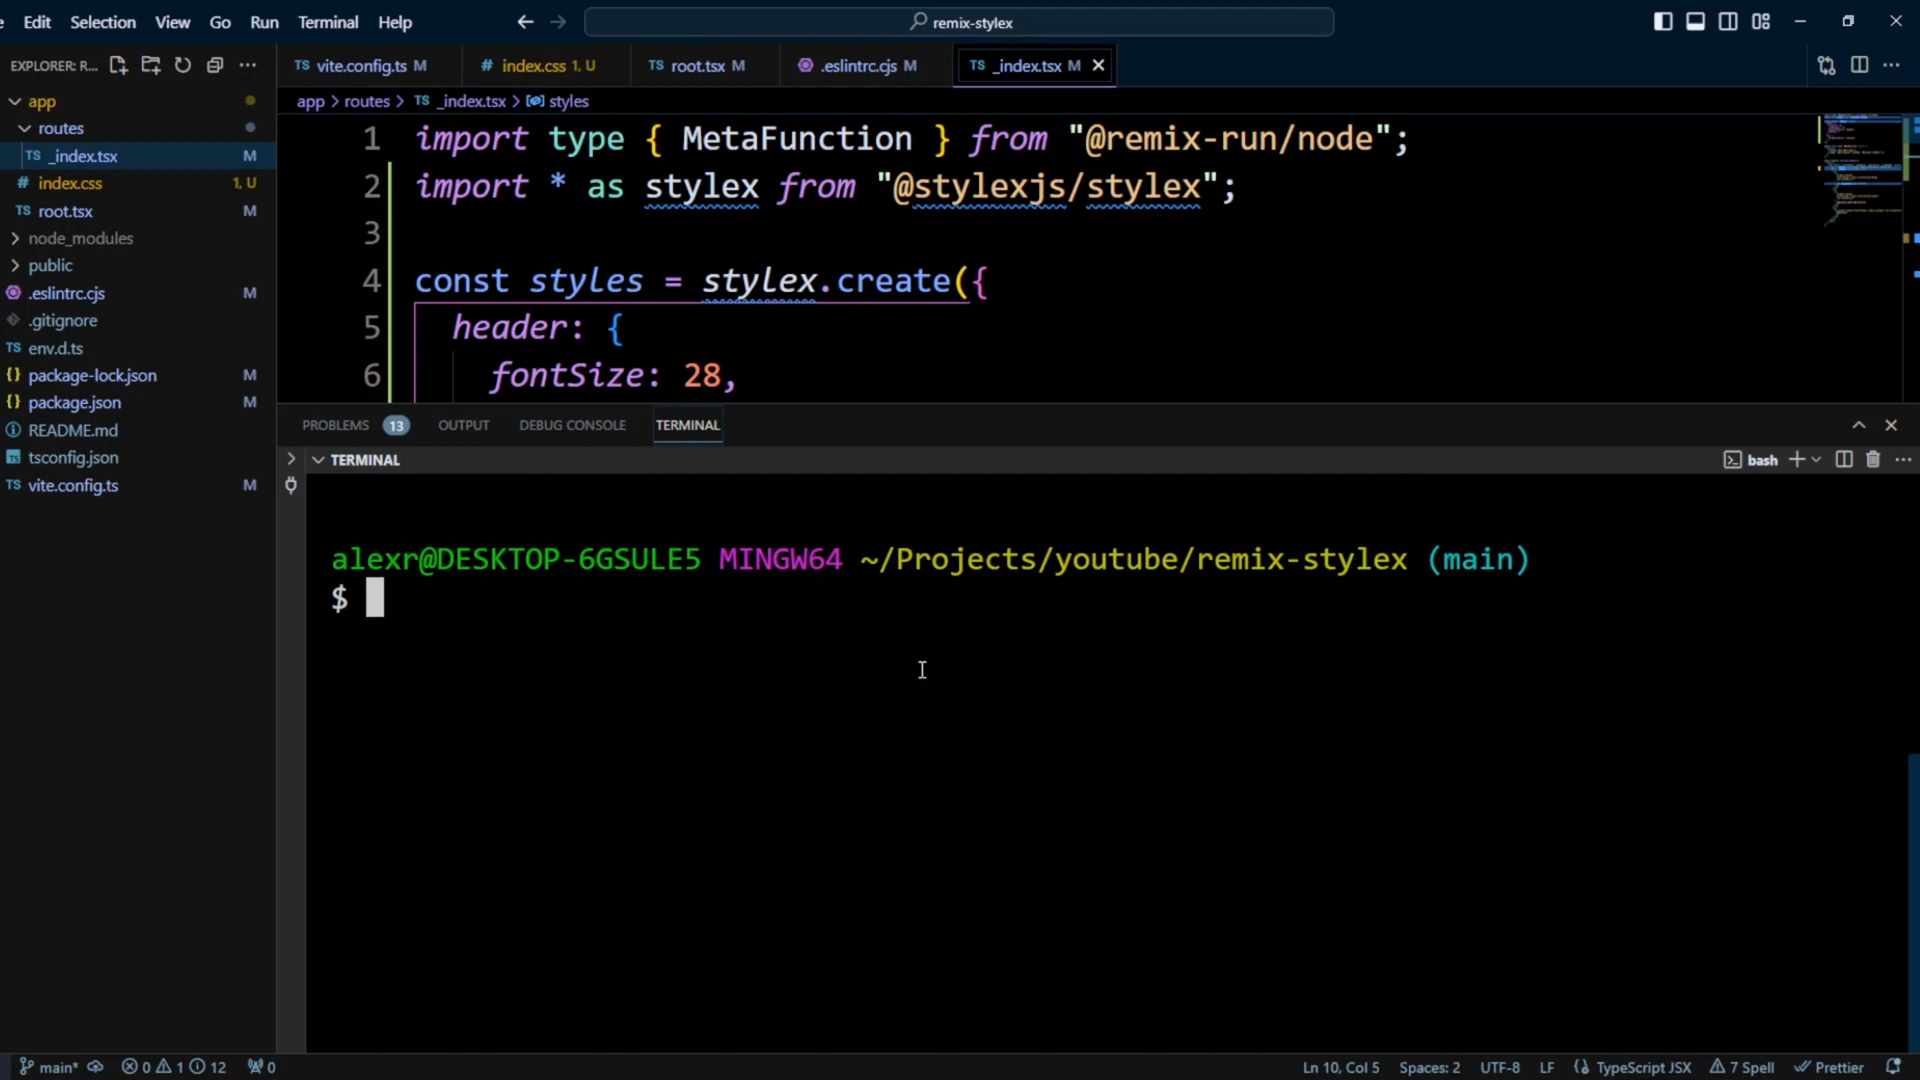 Edit Selection View Go Run Terminal Help
remix-stylex
EXPLORER: R...
vite.config.ts M
index.css 1, U
root.tsx M
.eslintrc.cjs M
_index.tsx M
app > routes > TS _index.tsx > styles
app
routes
TS _index.tsx M
# index.css 1, U
TS root.tsx M
node_modules
public
.eslintrc.cjs M
.gitignore
TS env.d.ts
{} package-lock.json M
{} package.json M
README.md
tsconfig.json
TS vite.config.ts M
1 import type { MetaFunction } from "@remix-run/node";
2 import * as stylex from "@stylexjs/stylex";
3
4 const styles = stylex.create({
5 header: {
6 fontSize: 28,
PROBLEMS 13 OUTPUT DEBUG CONSOLE TERMINAL
TERMINAL
bash
alexr@DESKTOP-6GSULE5 MINGW64 ~/Projects/youtube/remix-stylex (main)
$
main* 0 1 12 0
Ln 10, Col 5 Spaces: 2 UTF-8 LF TypeScript JSX 7 Spell Prettier